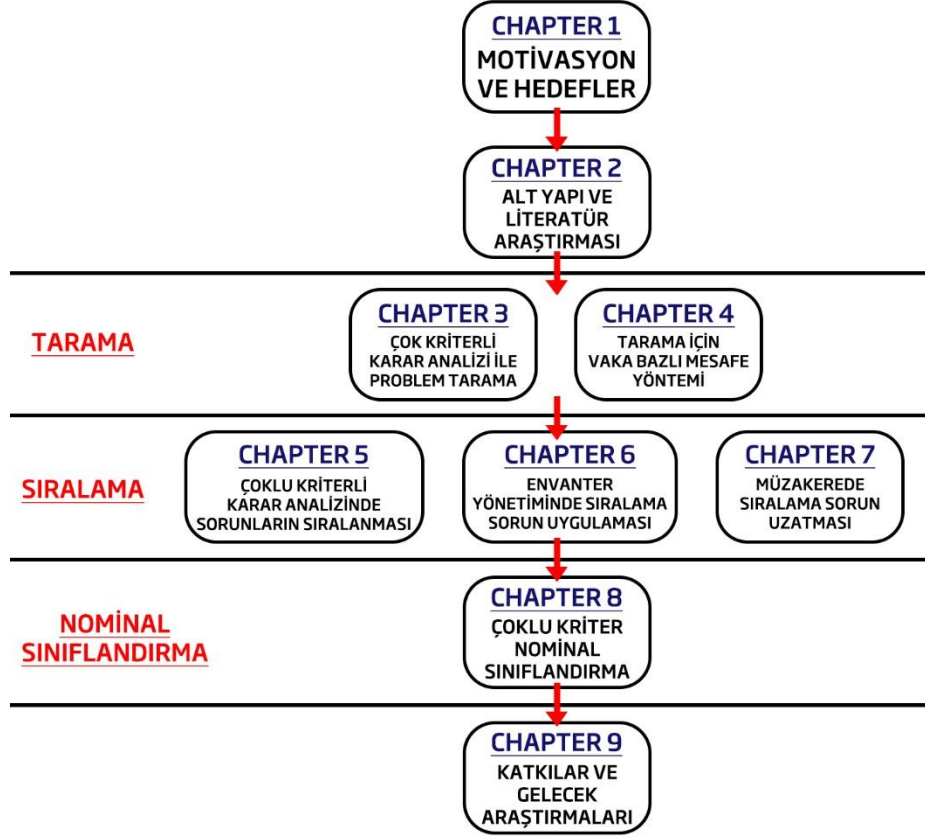 CHAPTER 1
MOTİVASYON
VE HEDEFLER
CHAPTER 2
ALT YAPI VE
LİTERATÜR
ARAŞTIRMASI
TARAMA
CHAPTER 3
ÇOK KRİTERLİ
KARAR ANALİZİ İLE
PROBLEM TARAMA
CHAPTER 4
TARAMA İÇİN
VAKA BAZLI MESAFE
YÖNTEMİ
SIRALAMA
CHAPTER 5
ÇOKLU KRİTERLİ
KARAR ANALİZİNDE
SORUNLARIN SIRALANMASI
CHAPTER 6
ENVANTER
YÖNETİMİNDE SIRALAMA
SORUN UYGULAMASI
CHAPTER 7
MÜZAKEREDE
SIRALAMA SORUN
UZATMASI
NOMİNAL
SINIFLANDIRMA
CHAPTER 8
ÇOKLU KRİTER
NOMİNAL
SINIFLANDIRMA
CHAPTER 9
KATKILAR VE
GELECEK
ARAŞTIRMALARI